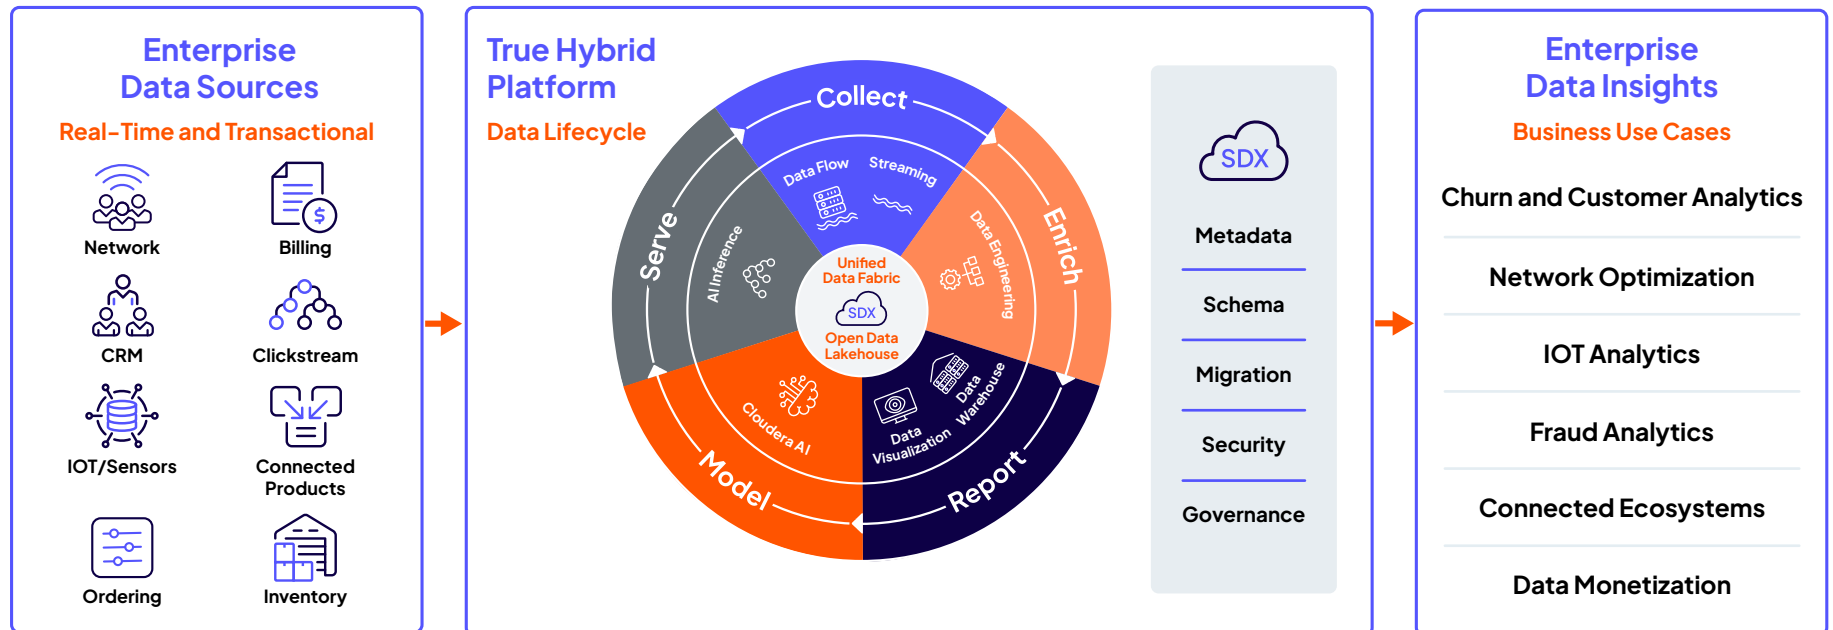 Enterprise
Data Sources
Real-Time and Transactional
Network
Billing
CRM
Clickstream
IOT/Sensors
Connected
Products
Ordering
Inventory
True Hybrid
Platform
Data Lifecycle
Collect
Data Flow
Streaming
Enrich
Data Engineering
Report
Data
Warehouse
Data
Visualization
Model
Cloudera AI
Serve
AI Inference
Unified
Data Fabric
SDX
Open Data
Lakehouse
SDX
Metadata
Schema
Migration
Security
Governance
Enterprise
Data Insights
Business Use Cases
Churn and Customer Analytics
Network Optimization
IOT Analytics
Fraud Analytics
Connected Ecosystems
Data Monetization